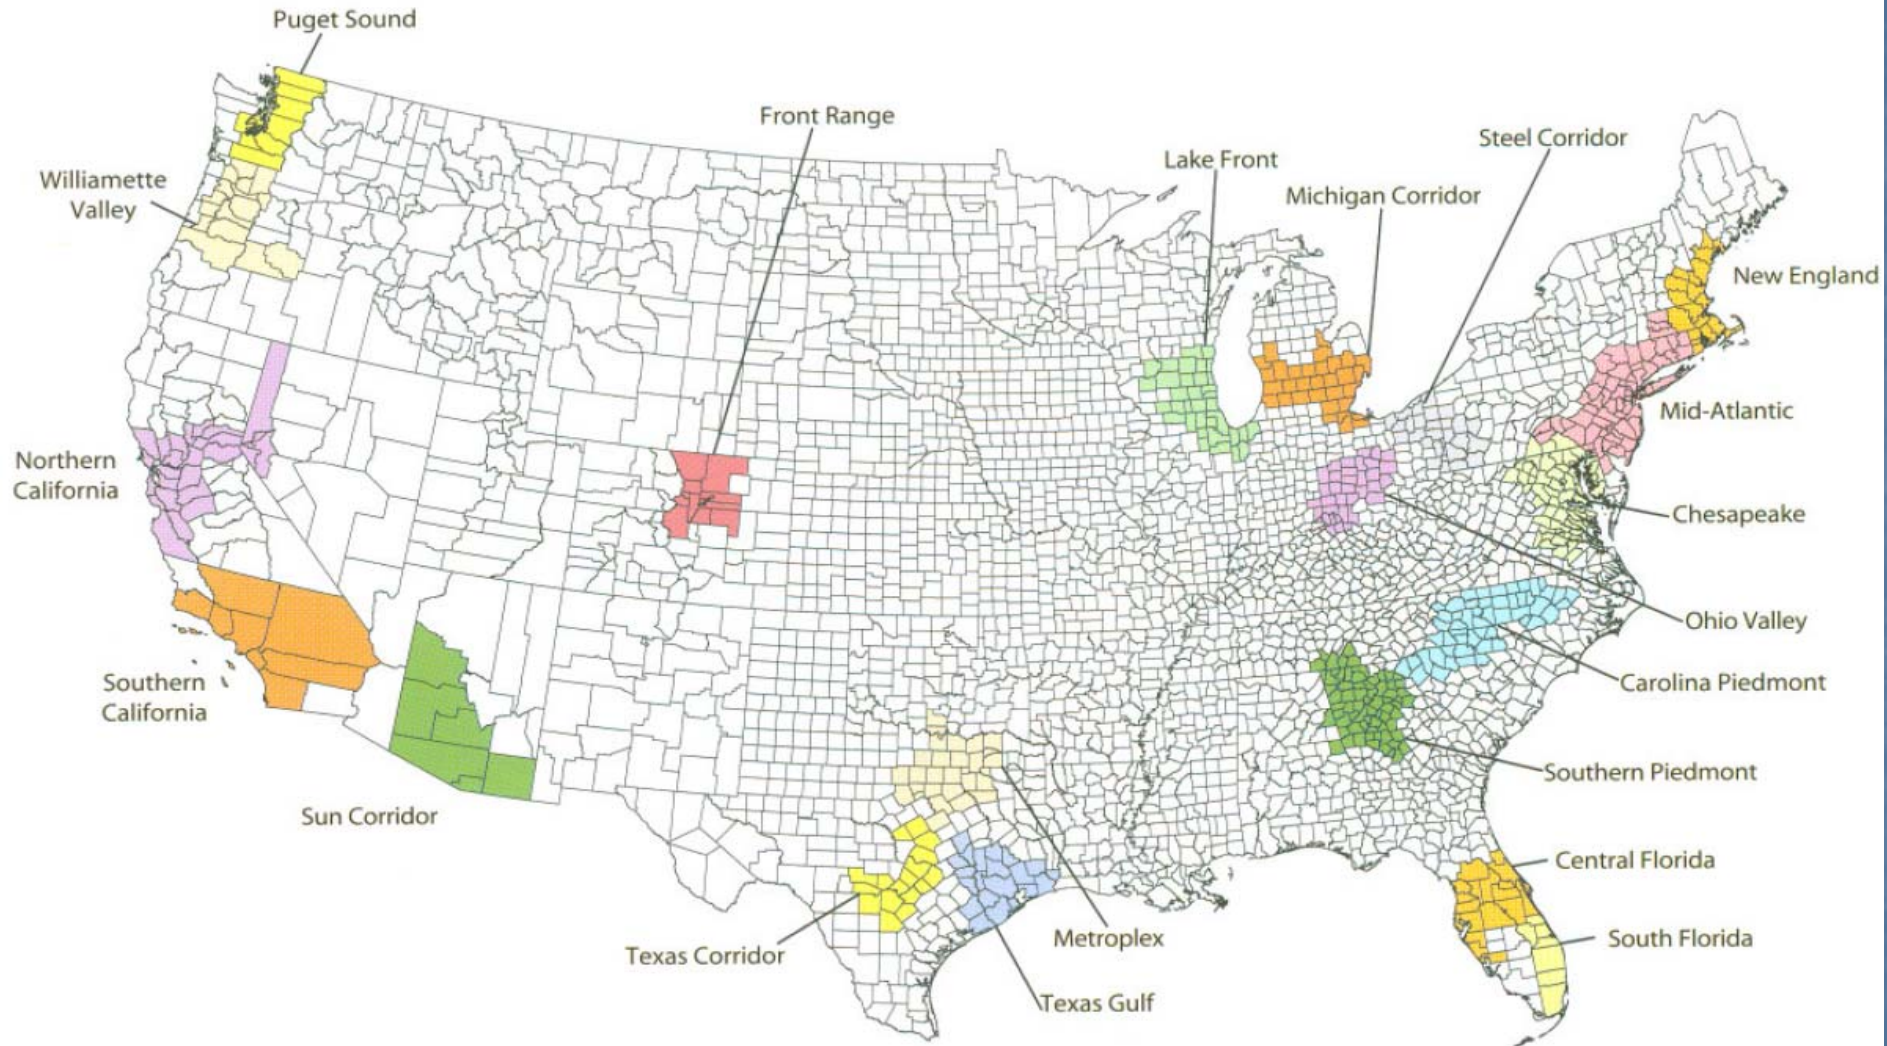 Puget Sound
Front Range
Steel Corridor
Lake Front
Michigan Corridor
Williamette
Valley
New England
Mid-Atlantic
Northern
California
Chesapeake
Ohio Valley
Carolina Piedmont
Southern
California
Southern Piedmont
Sun Corridor
Central Florida
South Florida
Metroplex
Texas Corridor
Texas Gulf